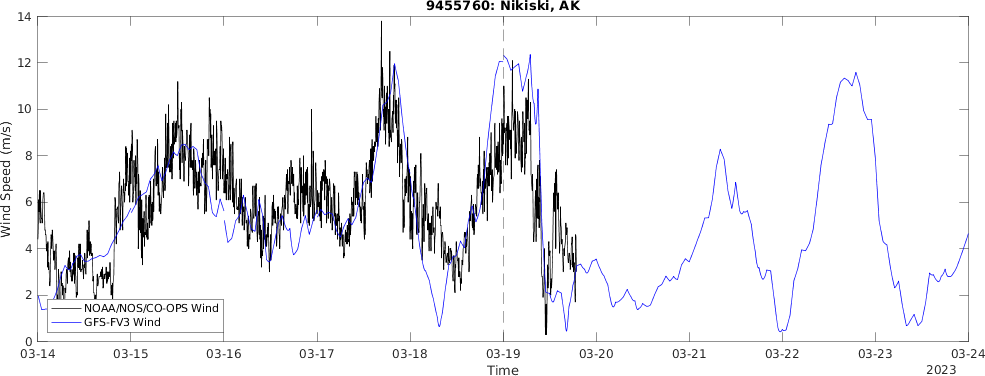 9455760: Nikiski, AK
14
12
10
8
6
4
2
0
Wind Speed (m/s)
NOAA/NOS/CO-OPS Wind
GFS-FV3 Wind
03-14 03-15 03-16 03-17 03-18 03-19 03-20 03-21 03-22 03-23 03-24
Time
2023